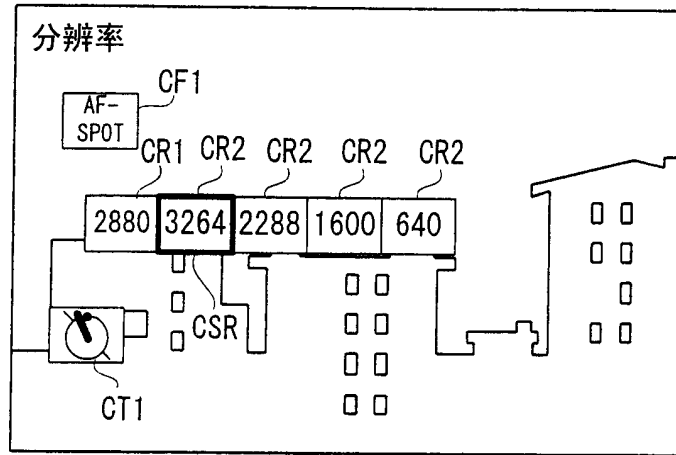 分辨率
CF1
AF-
SPOT
CR1 CR2 CR2 CR2 CR2
2880 3264 2288 1600 640
CSR
CT1